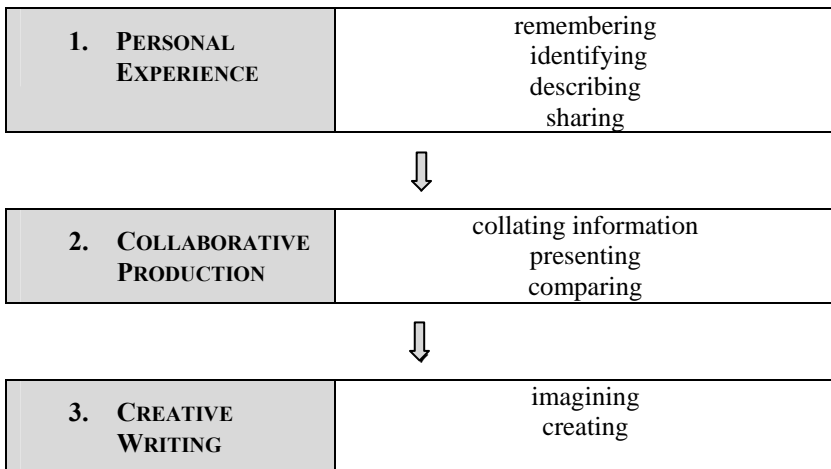 1. PERSONAL
EXPERIENCE
remembering
identifying
describing
sharing
2. COLLABORATIVE
PRODUCTION
collating information
presenting
comparing
3. CREATIVE
WRITING
imagining
creating